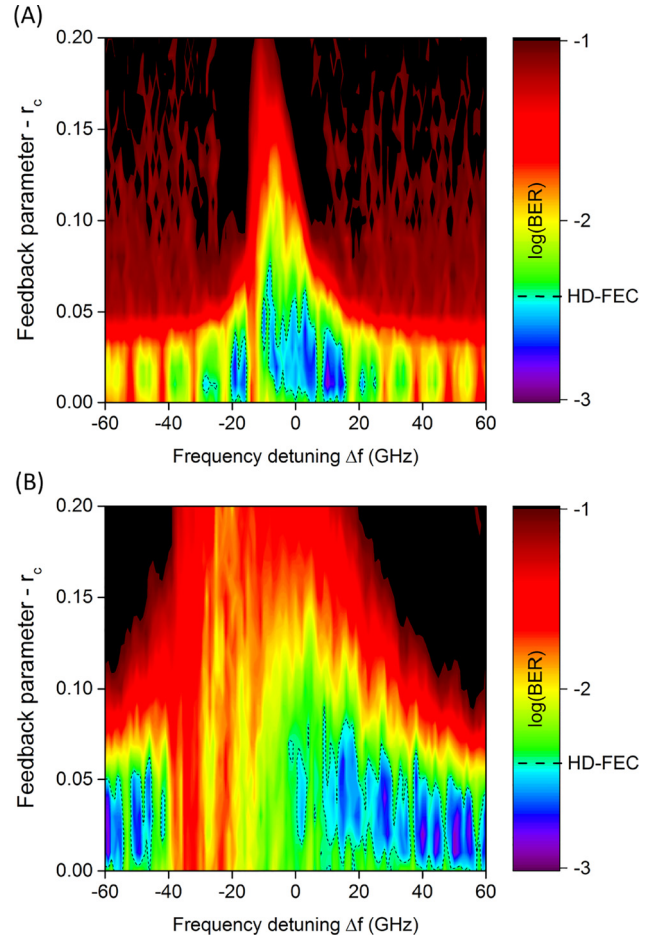 (A)
0.20
0.15
0.10
0.05
0.00
Feedback parameter - r_c
-60 -40 -20 0 20 40 60
Frequency detuning Δf (GHz)
-1
-2
-3
log(BER)
HD-FEC
(B)
0.20
0.15
0.10
0.05
0.00
Feedback parameter - r_c
-60 -40 -20 0 20 40 60
Frequency detuning Δf (GHz)
-1
-2
-3
log(BER)
HD-FEC